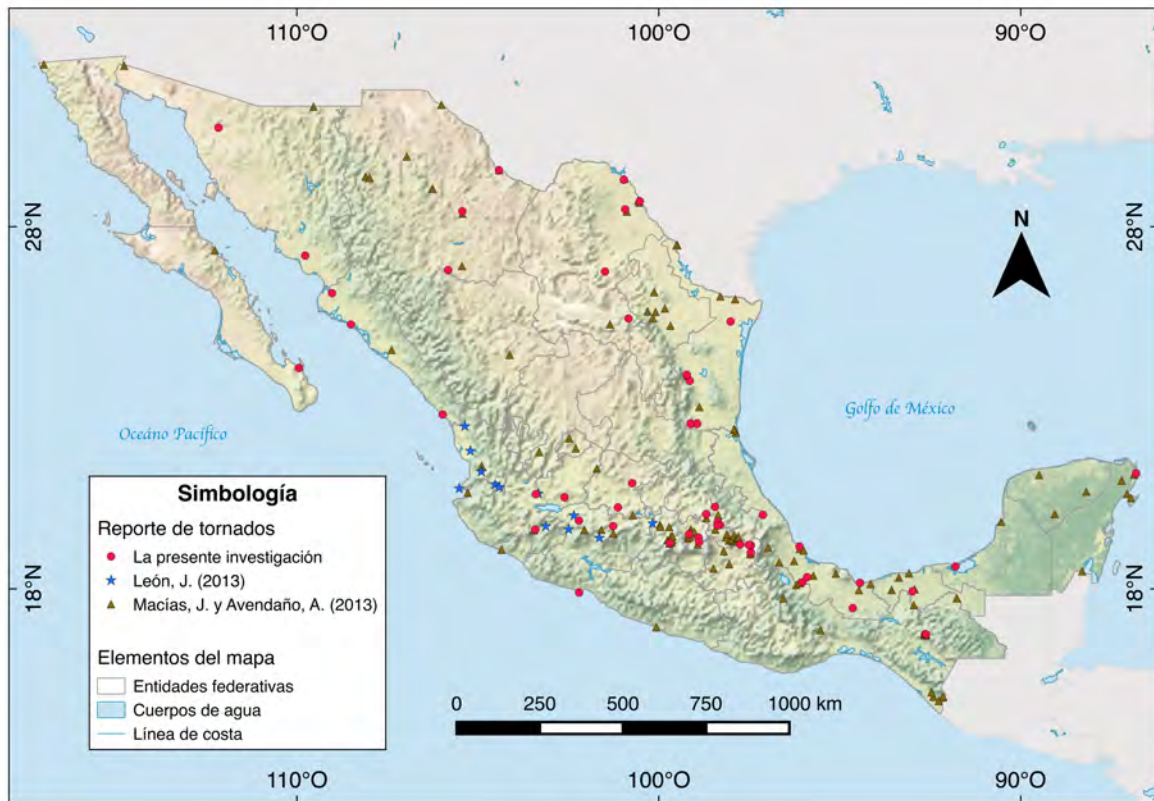 110°O 100°O 90°O
28°N 28°N
N
Golfo de México
Océano Pacífico
Simbología
Reporte de tornados
La presente investigación
León, J. (2013)
Macías, J. y Avendaño, A. (2013)
18°N 18°N
Elementos del mapa
Entidades federativas
Cuerpos de agua
Línea de costa
0 250 500 750 1000 km
110°O 100°O 90°O